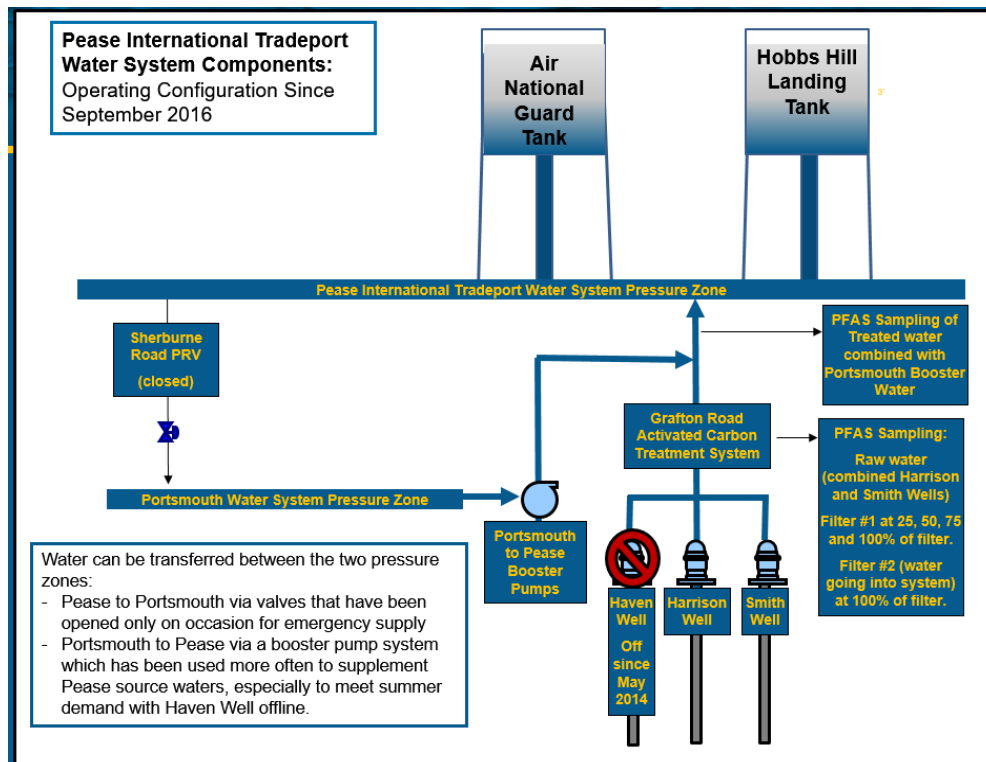 Pease International Tradeport
Water System Components:
Operating Configuration Since
September 2016
Air
National
Guard
Tank
Hobbs Hill
Landing
Tank
Pease International Tradeport Water System Pressure Zone
Sherburne
Road PRV
(closed)
PFAS Sampling of
Treated water
combined with
Portsmouth Booster
Water
Grafton Road
Activated Carbon
Treatment System
PFAS Sampling:
Raw water
(combined Harrison
and Smith Wells)
Filter #1 at 25, 50, 75
and 100% of filter.
Filter #2 (water
going into system)
at 100% of filter.
Portsmouth Water System Pressure Zone
Portsmouth
to Pease
Booster
Pumps
Haven
Well
Off
since
May
2014
Harrison
Well
Smith
Well
Water can be transferred between the two pressure
zones:
- Pease to Portsmouth via valves that have been
opened only on occasion for emergency supply
- Portsmouth to Pease via a booster pump system
which has been used more often to supplement
Pease source waters, especially to meet summer
demand with Haven Well offline.